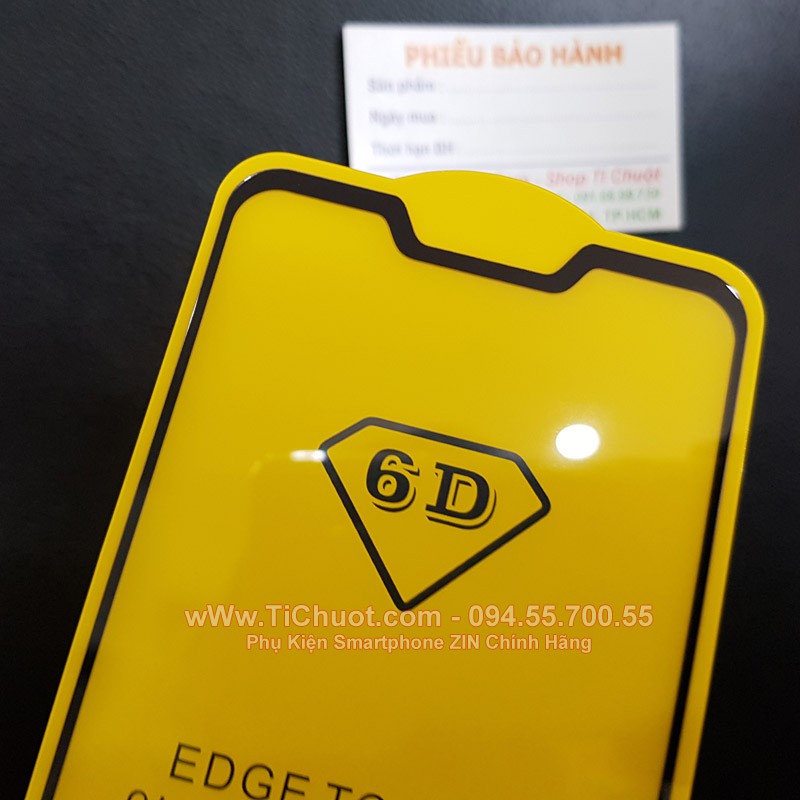 PHIẾU BẢO HÀNH
Sản phẩm
Ngày mua :
Thời hạn BH
Shop Ti Chuột
TP.HCM
6D
wWw.TiChuot.com - 094.55.700.55
Phụ Kiện Smartphone ZIN Chính Hãng
EDGE TO